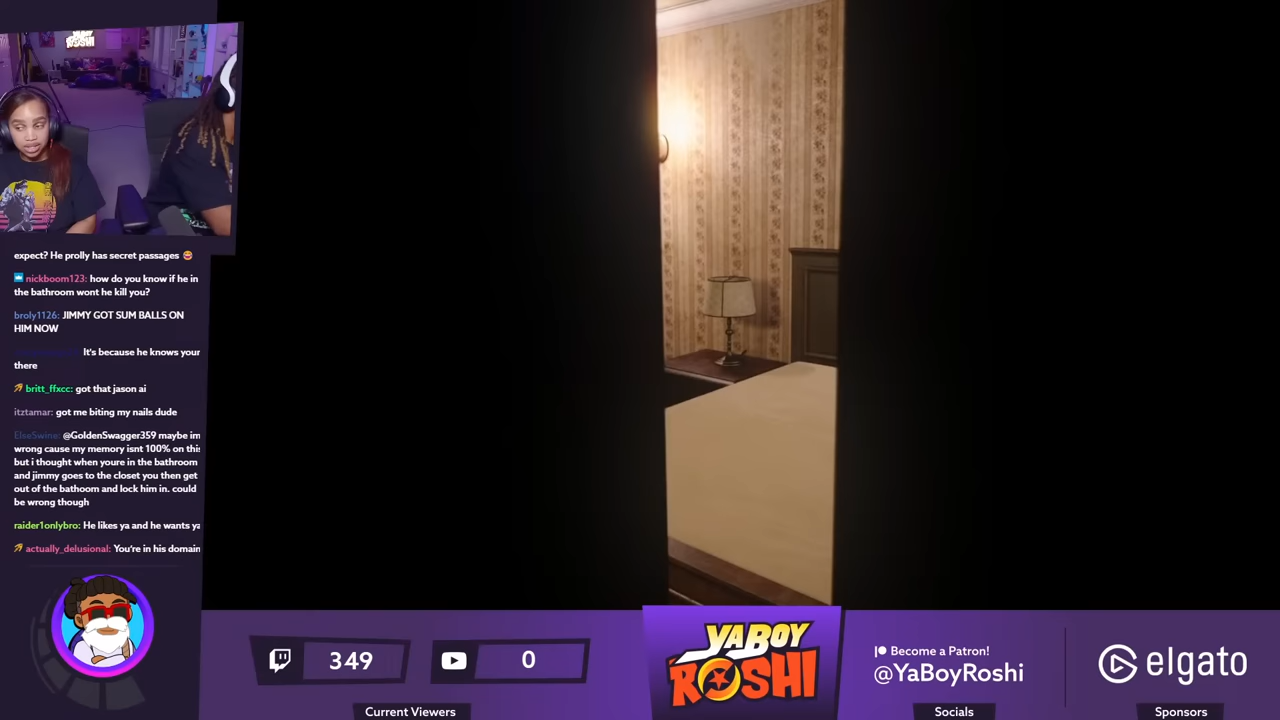 expect? He prolly has secret passages
nickboom123: how do you know if he in
the bathroom wont he kill you?
broly1126: JIMMY GOT SUM BALLS ON
HIM NOW
It's because he knows your
there
britt_ffxcc: got that jason ai
itztamar: got me biting my nails dude
ElseSwine: @GoldenSwagger359 maybe im
wrong cause my memory isnt 100% on this
but i thought when youre in the bathroom
and jimmy goes to the closet you then get
out of the bathoom and lock him in. could
be wrong though
raider1onlybro: He likes ya and he wants ya
actually_delusional: You're in his domain
349
0
Current Viewers
YABOY
ROSHI
Become a Patron!
@YaBoyRoshi
Socials
elgato
Sponsors